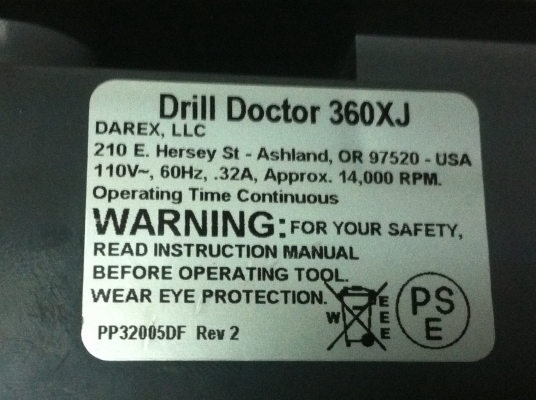 Drill Doctor 360XJ
DAREX, LLC
210 E. Hersey St - Ashland, OR 97520 - USA
110V~, 60Hz, .32A, Approx. 14,000 RPM.
Operating Time Continuous
WARNING: FOR YOUR SAFETY,
READ INSTRUCTION MANUAL
BEFORE OPERATING TOOL.
WEAR EYE PROTECTION.
W EEE
PS
E
PP32005DF Rev 2